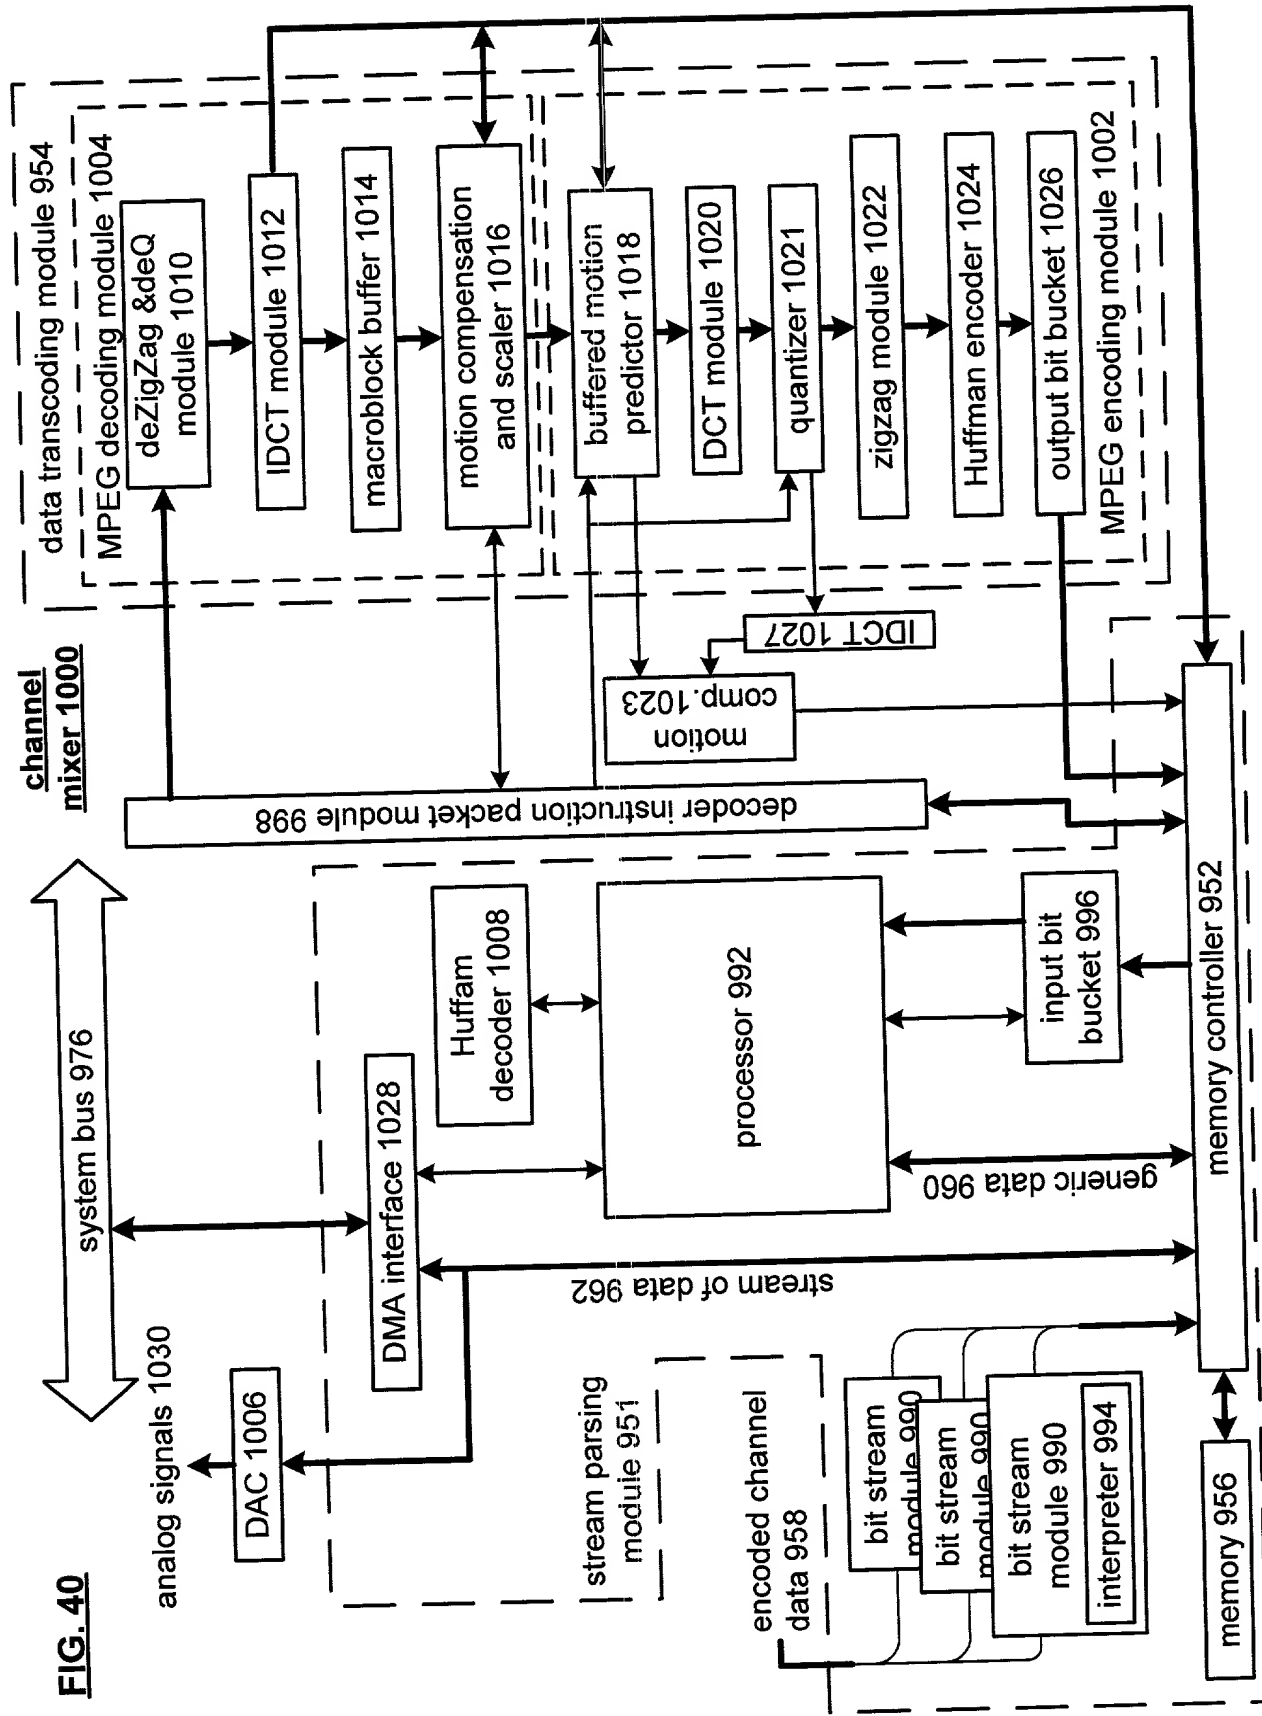 FIG. 40
channel
mixer 1000
system bus 976
analog signals 1030
DAC 1006
DMA interface 1028
stream parsing
module 951
encoded channel
data 958
bit stream
module 990
bit stream
module 990
bit stream
module 990
interpreter 994
memory 956
stream of data 962
generic data 960
Huffam
decoder 1008
processor 992
input bit
bucket 996
memory controller 952
decoder instruction packet module 998
motion
comp.1023
IDCT 1027
data transcoding module 954
MPEG decoding module 1004
deZigZag &deQ
module 1010
IDCT module 1012
macroblock buffer 1014
motion compensation
and scaler 1016
buffered motion
predictor 1018
DCT module 1020
quantizer 1021
zigzag module 1022
Huffman encoder 1024
output bit bucket 1026
MPEG encoding module 1002